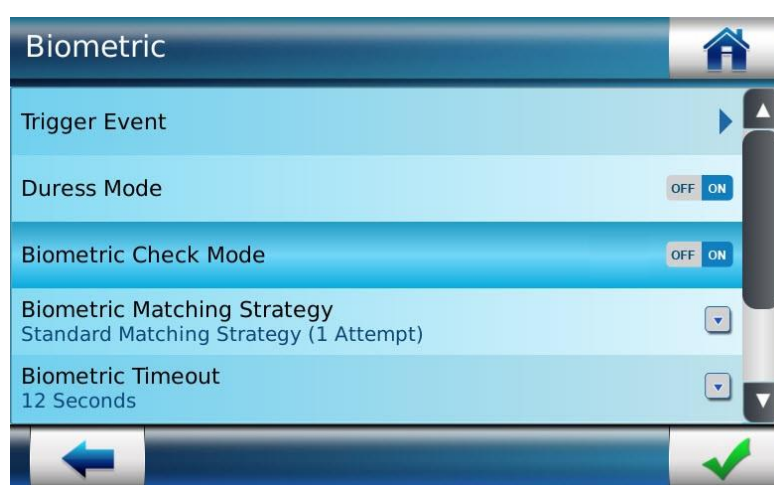 Biometric
Trigger Event
Duress Mode
OFF ON
Biometric Check Mode
OFF ON
Biometric Matching Strategy
Standard Matching Strategy (1 Attempt)
Biometric Timeout
12 Seconds